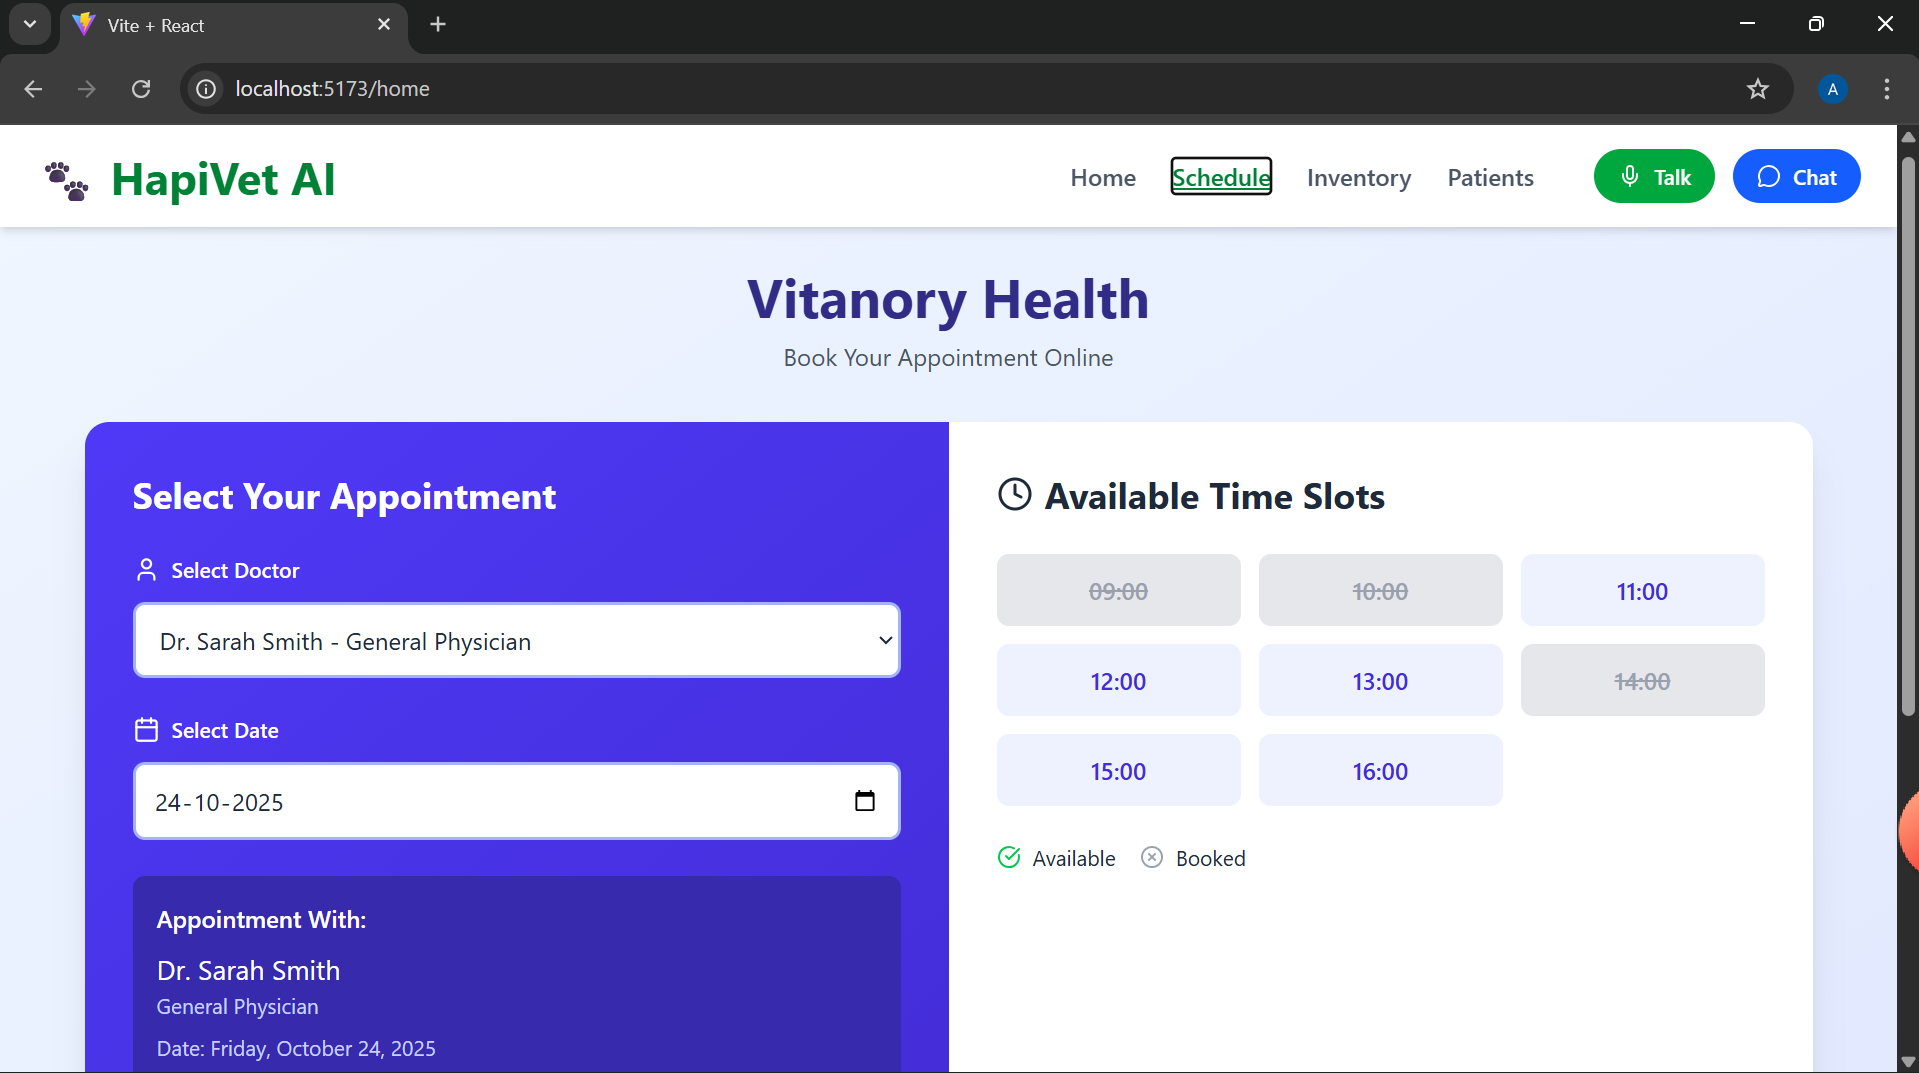 Vite + React
localhost:5173/home
A
HapiVet AI
Home
Schedule
Inventory
Patients
Talk
Chat
Vitanory Health
Book Your Appointment Online
Select Your Appointment
Select Doctor
Dr. Sarah Smith - General Physician
Select Date
24-10-2025
Appointment With:
Dr. Sarah Smith
General Physician
Date: Friday, October 24, 2025
Available Time Slots
09:00
10:00
11:00
12:00
13:00
14:00
15:00
16:00
Available
Booked